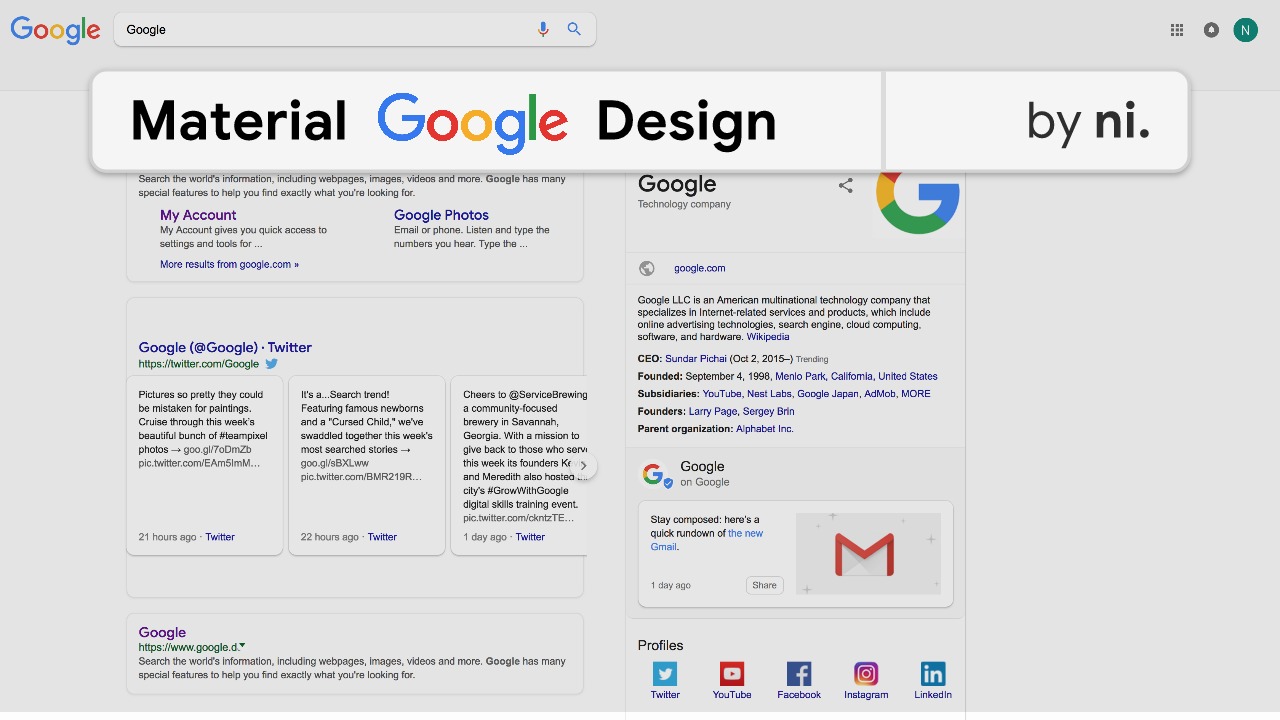 Google
Google
N
Material Google Design
by ni.
Search the world's information, including webpages, images, videos and more. Google has many
special features to help you find exactly what you're looking for.
My Account
My Account gives you quick access to
settings and tools for ...
Google Photos
Email or phone. Listen and type the
numbers you hear. Type the ...
More results from google.com »
Google (@Google) · Twitter
https://twitter.com/Google
Pictures so pretty they could
be mistaken for paintings.
Cruise through this week's
beautiful bunch of #teampixel
photos → goo.gl/7oDmZb
pic.twitter.com/EAm5ImM...
21 hours ago · Twitter
It's a...Search trend!
Featuring famous newborns
and a "Cursed Child," we've
swaddled together this week's
most searched stories →
goo.gl/sBXLww
pic.twitter.com/BMR219R...
22 hours ago · Twitter
Cheers to @ServiceBrewing
a community-focused
brewery in Savannah,
Georgia. With a mission to
give back to those who serve
this week its founders
and Meredith also hosted
city's #GrowWithGoogle
digital skills training event.
pic.twitter.com/ckntzTE...
1 day ago · Twitter
Google
https://www.google.d.
Search the world's information, including webpages, images, videos and more. Google has many
special features to help you find exactly what you're looking for.
Google
Technology company
google.com
Google LLC is an American multinational technology company that
specializes in Internet-related services and products, which include
online advertising technologies, search engine, cloud computing,
software, and hardware. Wikipedia
CEO: Sundar Pichai (Oct 2, 2015–) Trending
Founded: September 4, 1998, Menlo Park, California, United States
Subsidiaries: YouTube, Nest Labs, Google Japan, AdMob, MORE
Founders: Larry Page, Sergey Brin
Parent organization: Alphabet Inc.
Google
on Google
Stay composed: here's a
quick rundown of the new
Gmail.
1 day ago
Share
Profiles
Twitter
YouTube
Facebook
Instagram
LinkedIn